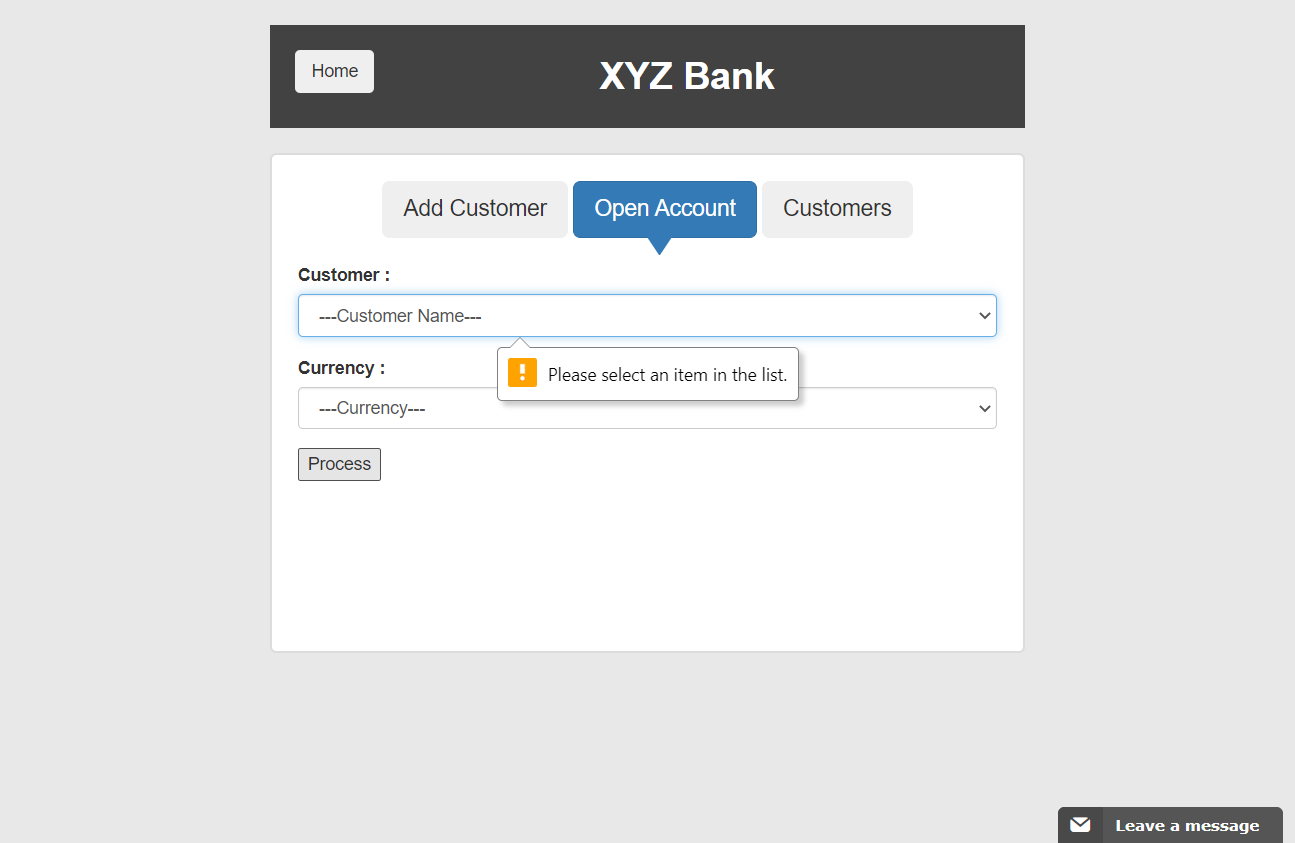 Home
XYZ Bank
Add Customer
Open Account
Customers
Customer :
---Customer Name---
Please select an item in the list.
Currency :
---Currency---
Process
Leave a message